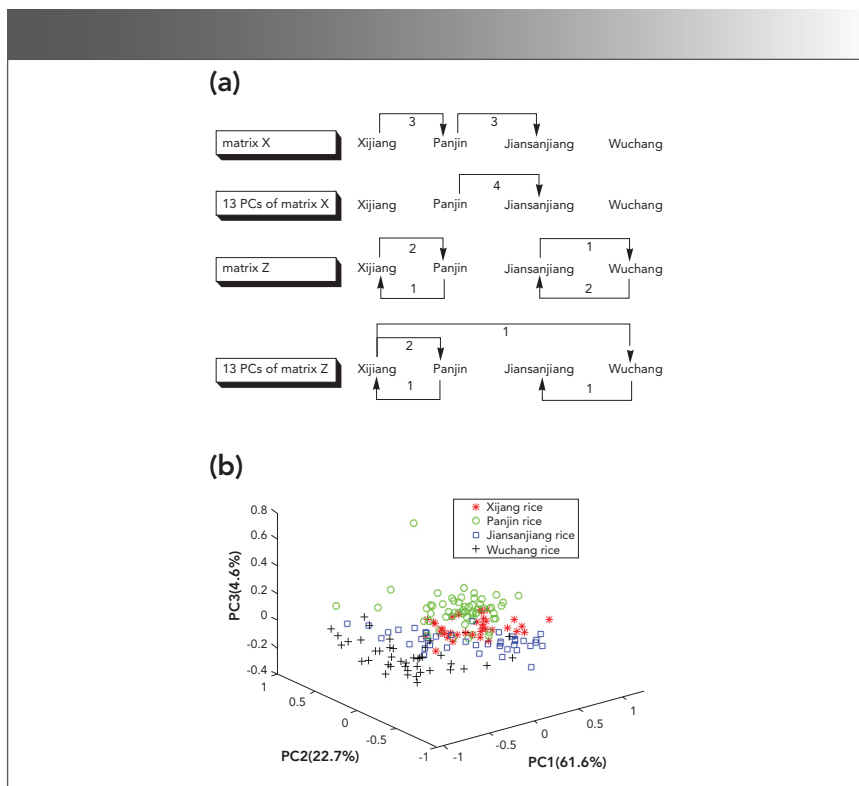 (a)
3 3
matrix X Xijiang Panjin Jiansanjiang Wuchang
4
13 PCs of matrix X Xijiang Panjin Jiansanjiang Wuchang
2 1
matrix Z Xijiang Panjin Jiansanjiang Wuchang
1 2
1
2
13 PCs of matrix Z Xijiang Panjin Jiansanjiang Wuchang
1 1
(b)
Xijang rice
Panjin rice
Jiansanjiang rice
Wuchang rice
PC3(4.6%)
0.8
0.6
0.4
0.2
0
-0.2
-0.4
1
0.5
0
-0.5
-1
PC2(22.7%)
-1
-0.5
0
0.5
1
PC1(61.6%)